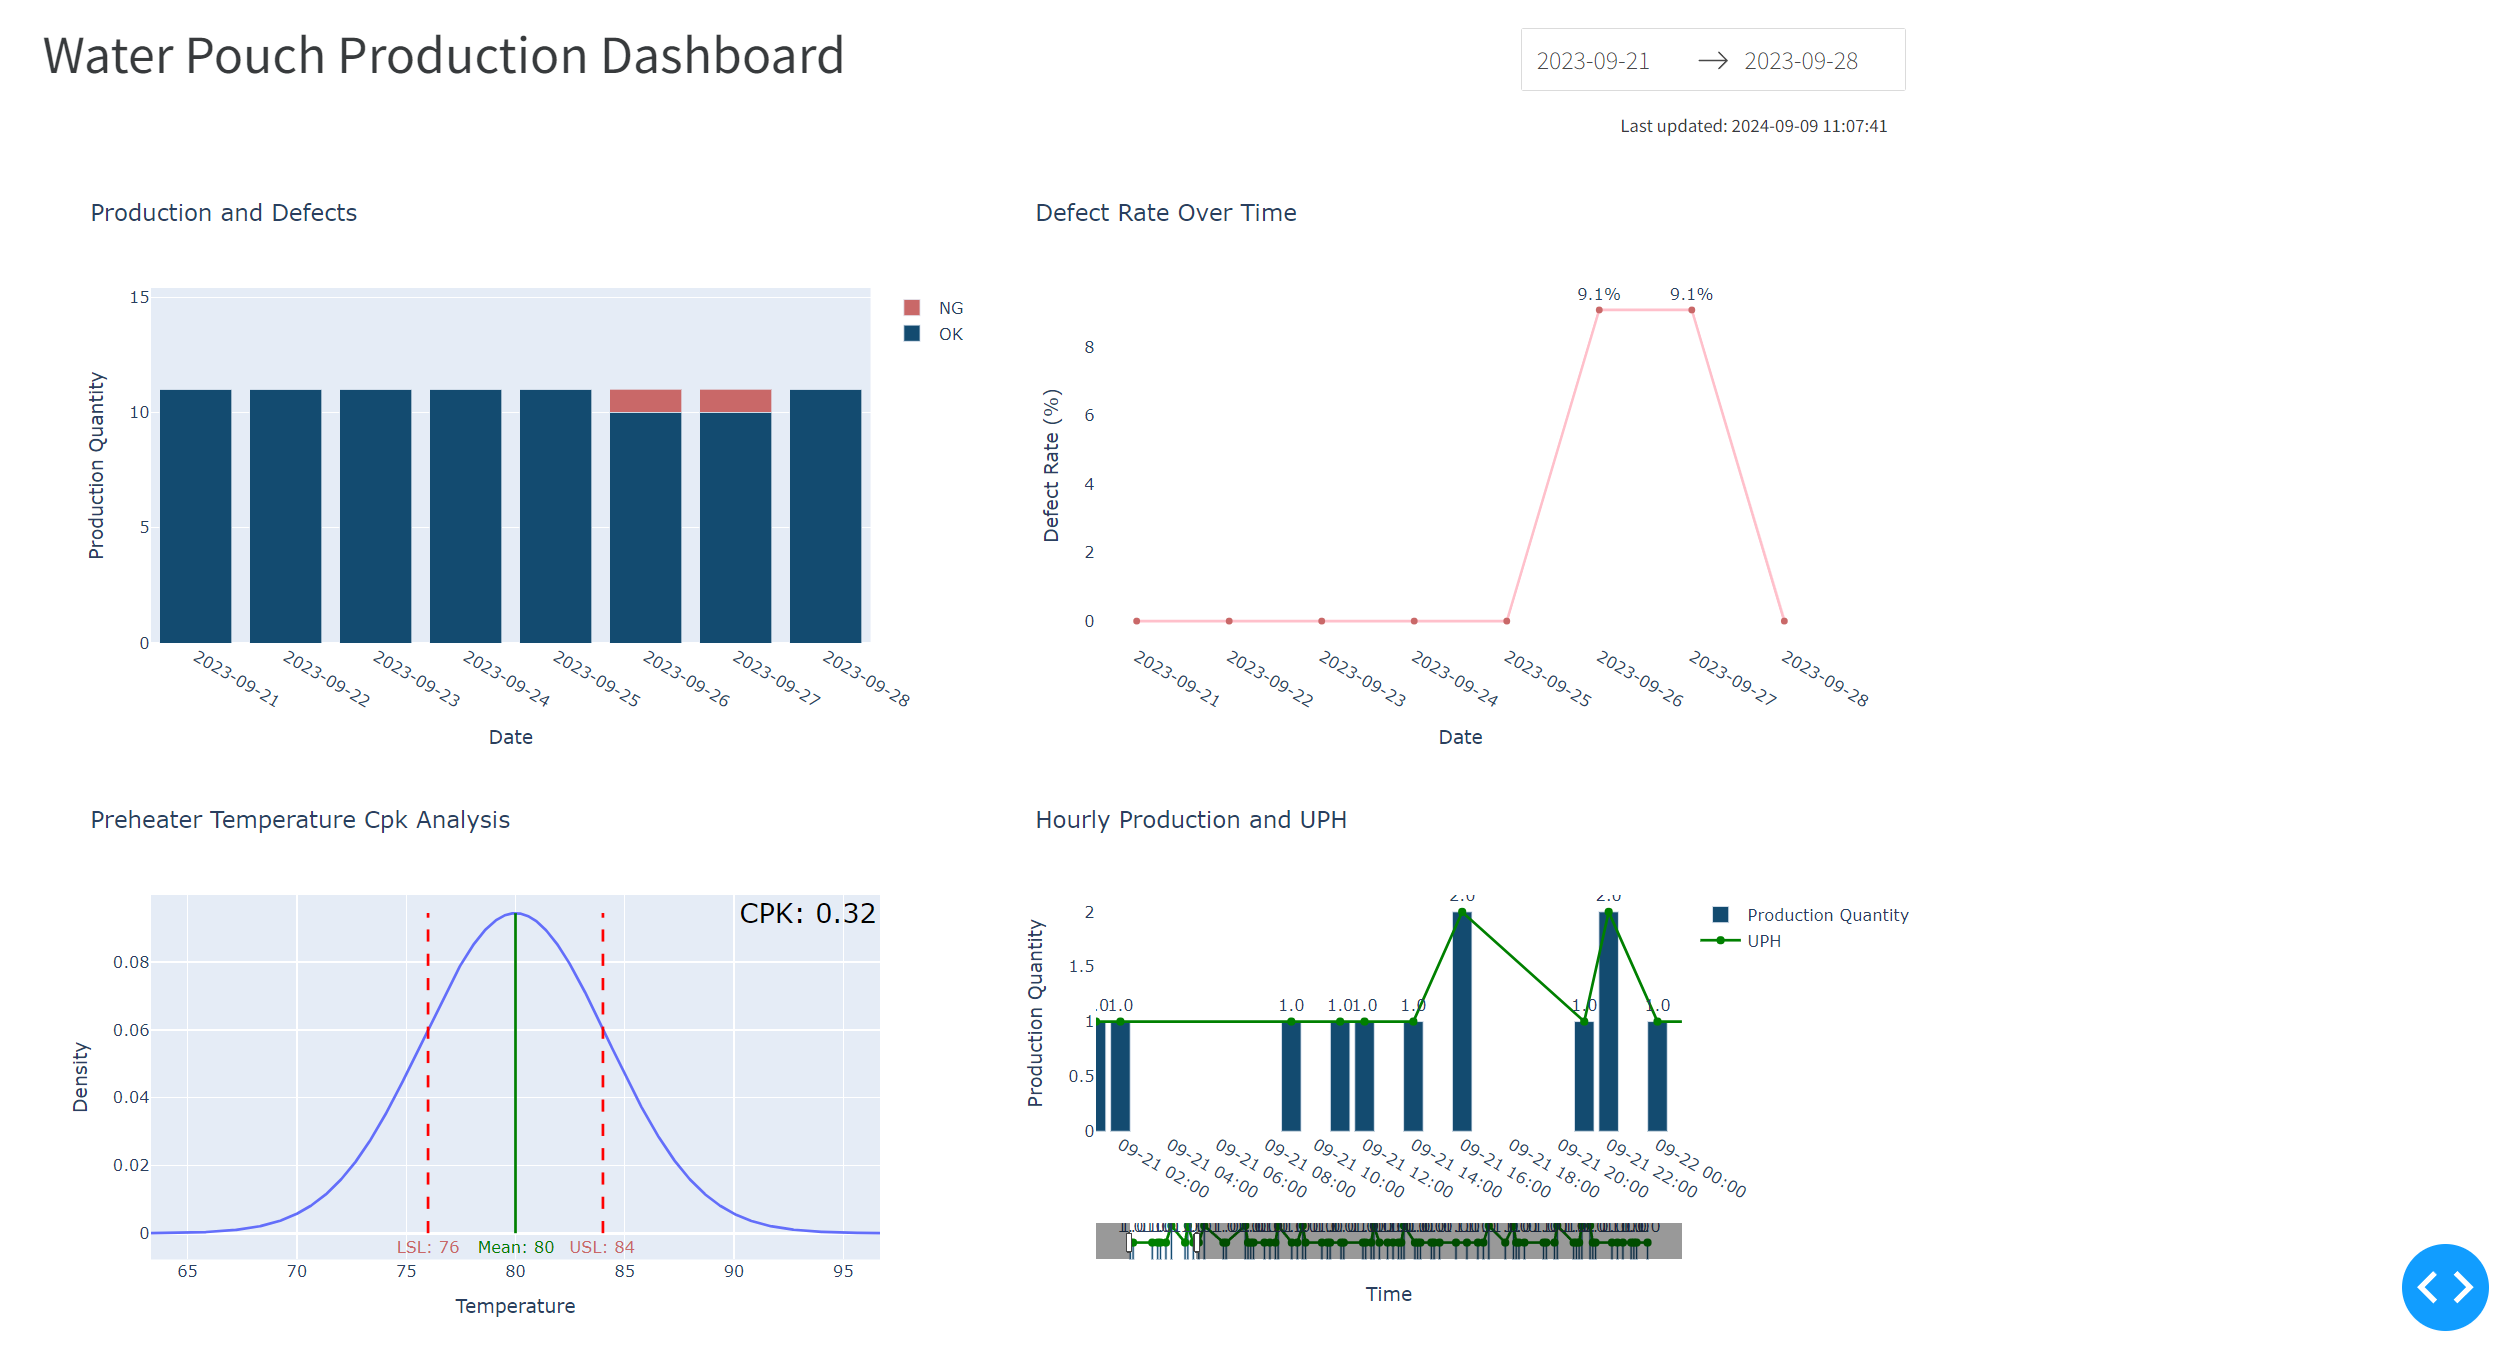 Water Pouch Production Dashboard
2023-09-21 → 2023-09-28
Last updated: 2024-09-09 11:07:41
Production and Defects
Production Quantity
15
10
5
0
2023-09-21
2023-09-22
2023-09-23
2023-09-24
2023-09-25
2023-09-26
2023-09-27
2023-09-28
Date
NG
OK
Defect Rate Over Time
Defect Rate (%)
9.1%
9.1%
8
6
4
2
0
2023-09-21
2023-09-22
2023-09-23
2023-09-24
2023-09-25
2023-09-26
2023-09-27
2023-09-28
Date
Preheater Temperature Cpk Analysis
CPK: 0.32
Density
0.08
0.06
0.04
0.02
0
LSL: 76
Mean: 80
USL: 84
65
70
75
80
85
90
95
Temperature
Hourly Production and UPH
Production Quantity
2
1.5
1
0.5
0
2.0
2.0
.0
1.0
1.0
1.0
1.0
1.0
1.0
1.0
09-21 02:00
09-21 04:00
09-21 06:00
09-21 08:00
09-21 10:00
09-21 12:00
09-21 14:00
09-21 16:00
09-21 18:00
09-21 20:00
09-21 22:00
09-22 00:00
Time
Production Quantity
UPH